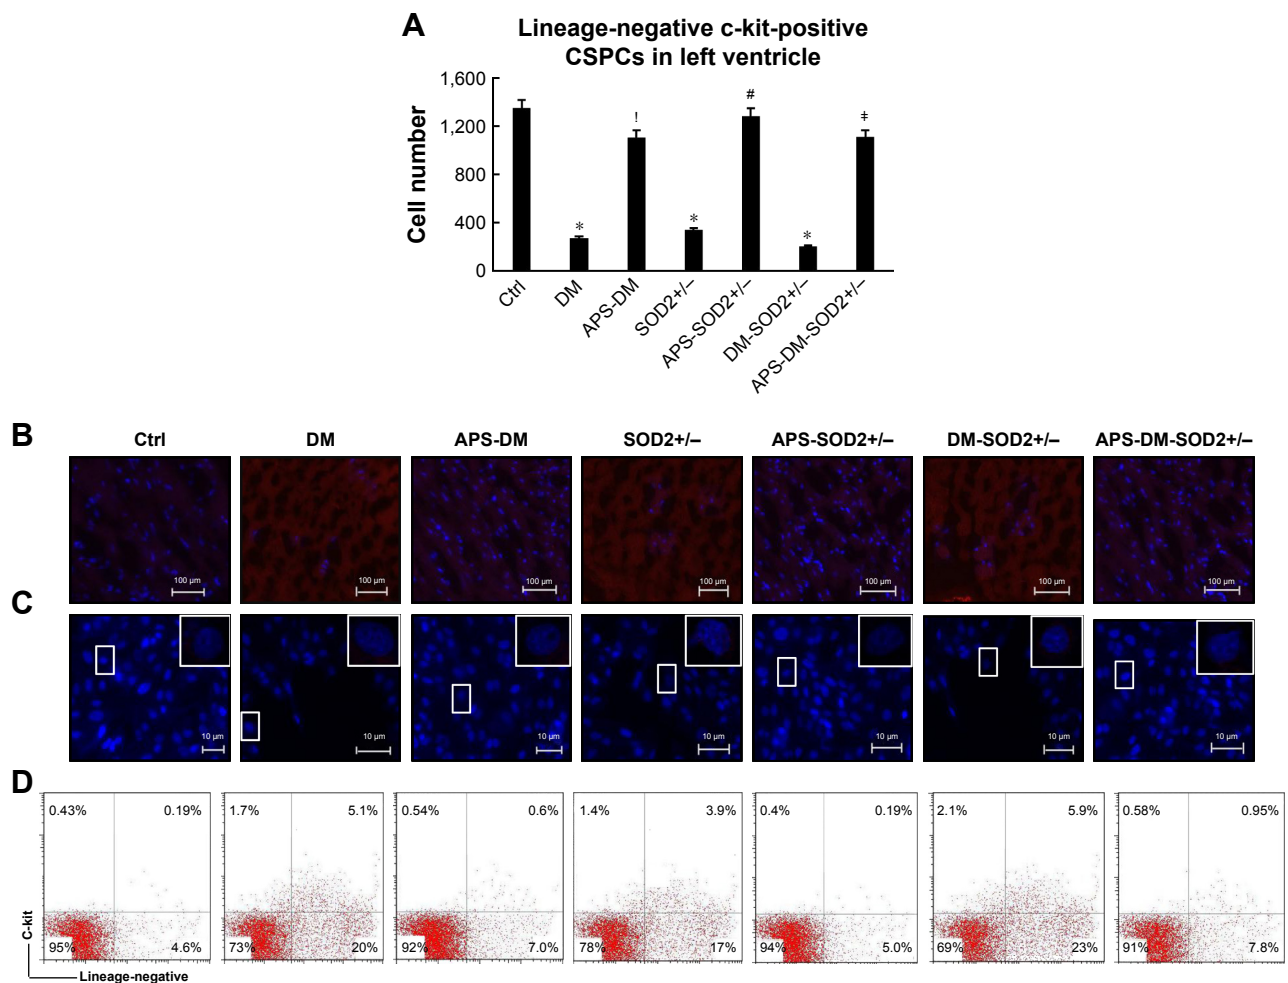 A
Lineage-negative c-kit-positive
CSPCs in left ventricle
Cell number
1,600
1,200
800
400
0
*
!
*
#
*
ǂ
Ctrl
DM
APS-DM
SOD2+/–
APS-SOD2+/–
DM-SOD2+/–
APS-DM-SOD2+/–
B
Ctrl DM APS-DM SOD2+/– APS-SOD2+/– DM-SOD2+/– APS-DM-SOD2+/–
100 µm 100 µm 100 µm 100 µm 100 µm 100 µm 100 µm
C
10 µm 10 µm 10 µm 10 µm 10 µm 10 µm 10 µm
D
0.43% 0.19% 1.7% 5.1% 0.54% 0.6% 1.4% 3.9% 0.4% 0.19% 2.1% 5.9% 0.58% 0.95%
C-kit
95% 4.6% 73% 20% 92% 7.0% 78% 17% 94% 5.0% 69% 23% 91% 7.8%
Lineage-negative